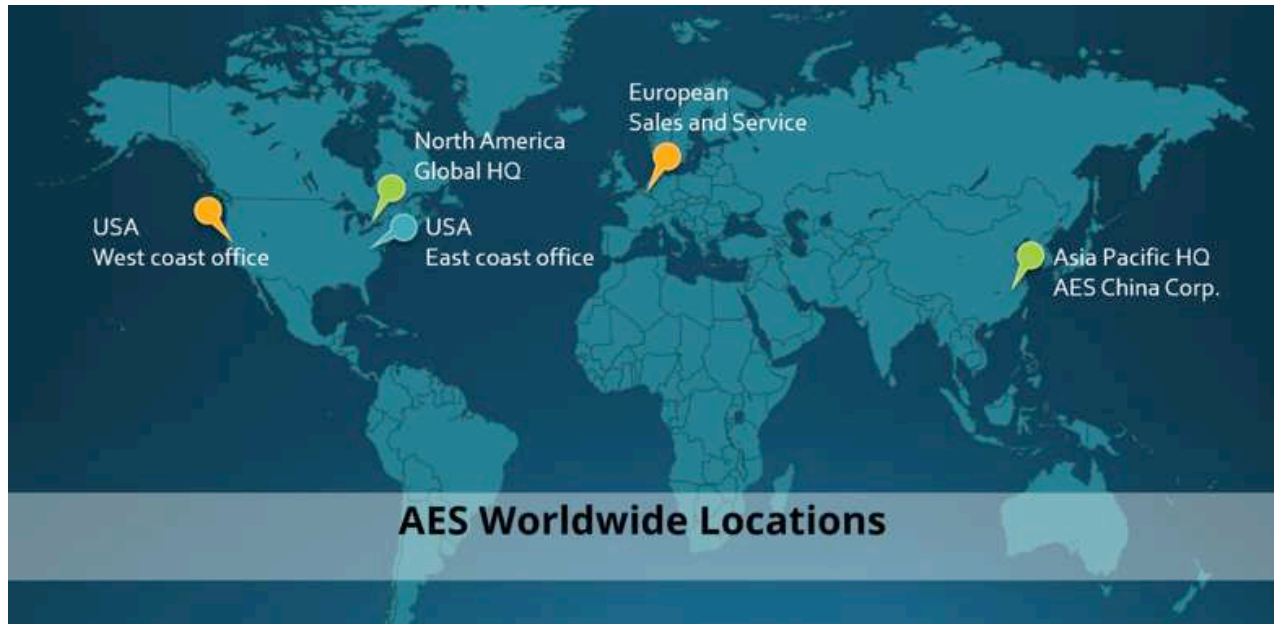 European
Sales and Service
North America
Global HQ
USA
West coast office
USA
East coast office
Asia Pacific HQ
AES China Corp.
AES Worldwide Locations